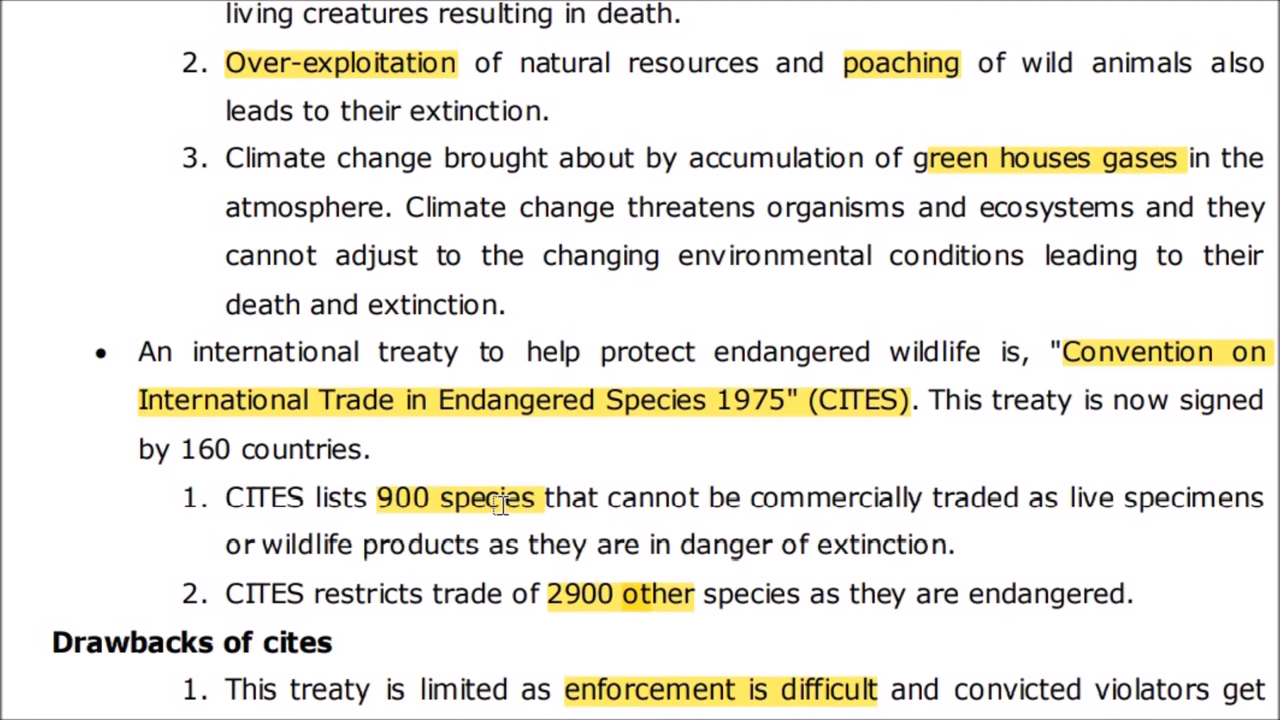 living creatures resulting in death.
2. Over-exploitation of natural resources and poaching of wild animals also
leads to their extinction.
3. Climate change brought about by accumulation of green houses gases in the
atmosphere. Climate change threatens organisms and ecosystems and they
cannot adjust to the changing environmental conditions leading to their
death and extinction.
• An international treaty to help protect endangered wildlife is, "Convention on
International Trade in Endangered Species 1975" (CITES). This treaty is now signed
by 160 countries.
1. CITES lists 900 species that cannot be commercially traded as live specimens
or wildlife products as they are in danger of extinction.
2. CITES restricts trade of 2900 other species as they are endangered.
Drawbacks of cites
1. This treaty is limited as enforcement is difficult and convicted violators get